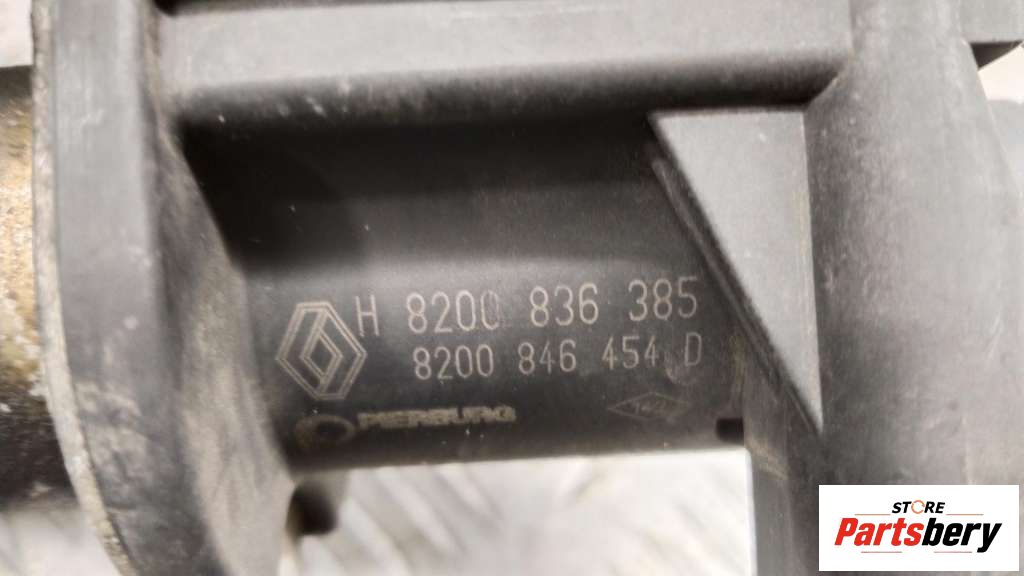 H 8200 836 385
8200 846 454 D
PIERBURG
STORE
Partsbery